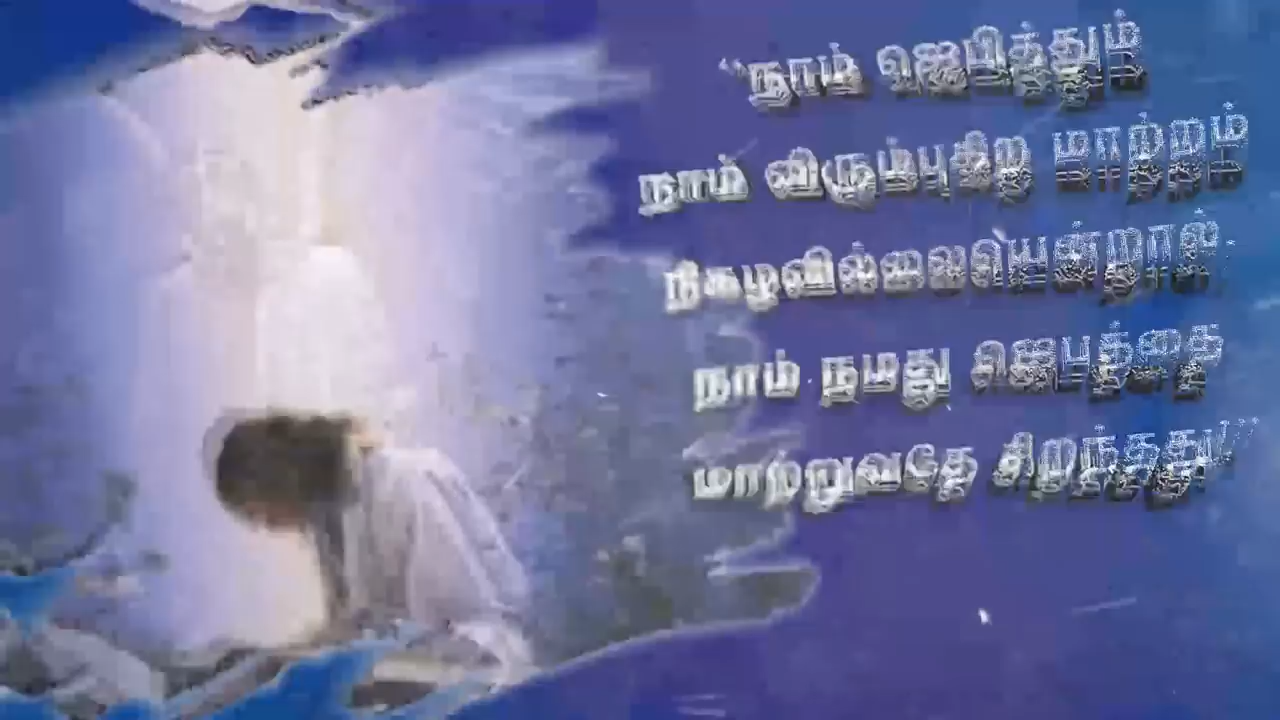 “நாம் ஜெபித்தும்
நாம் விரும்புகிற மாற்றம்
நிகழவில்லையென்றால்,
நாம் நமது ஜெபத்தை
மாற்றுவதே சிறந்தது!”